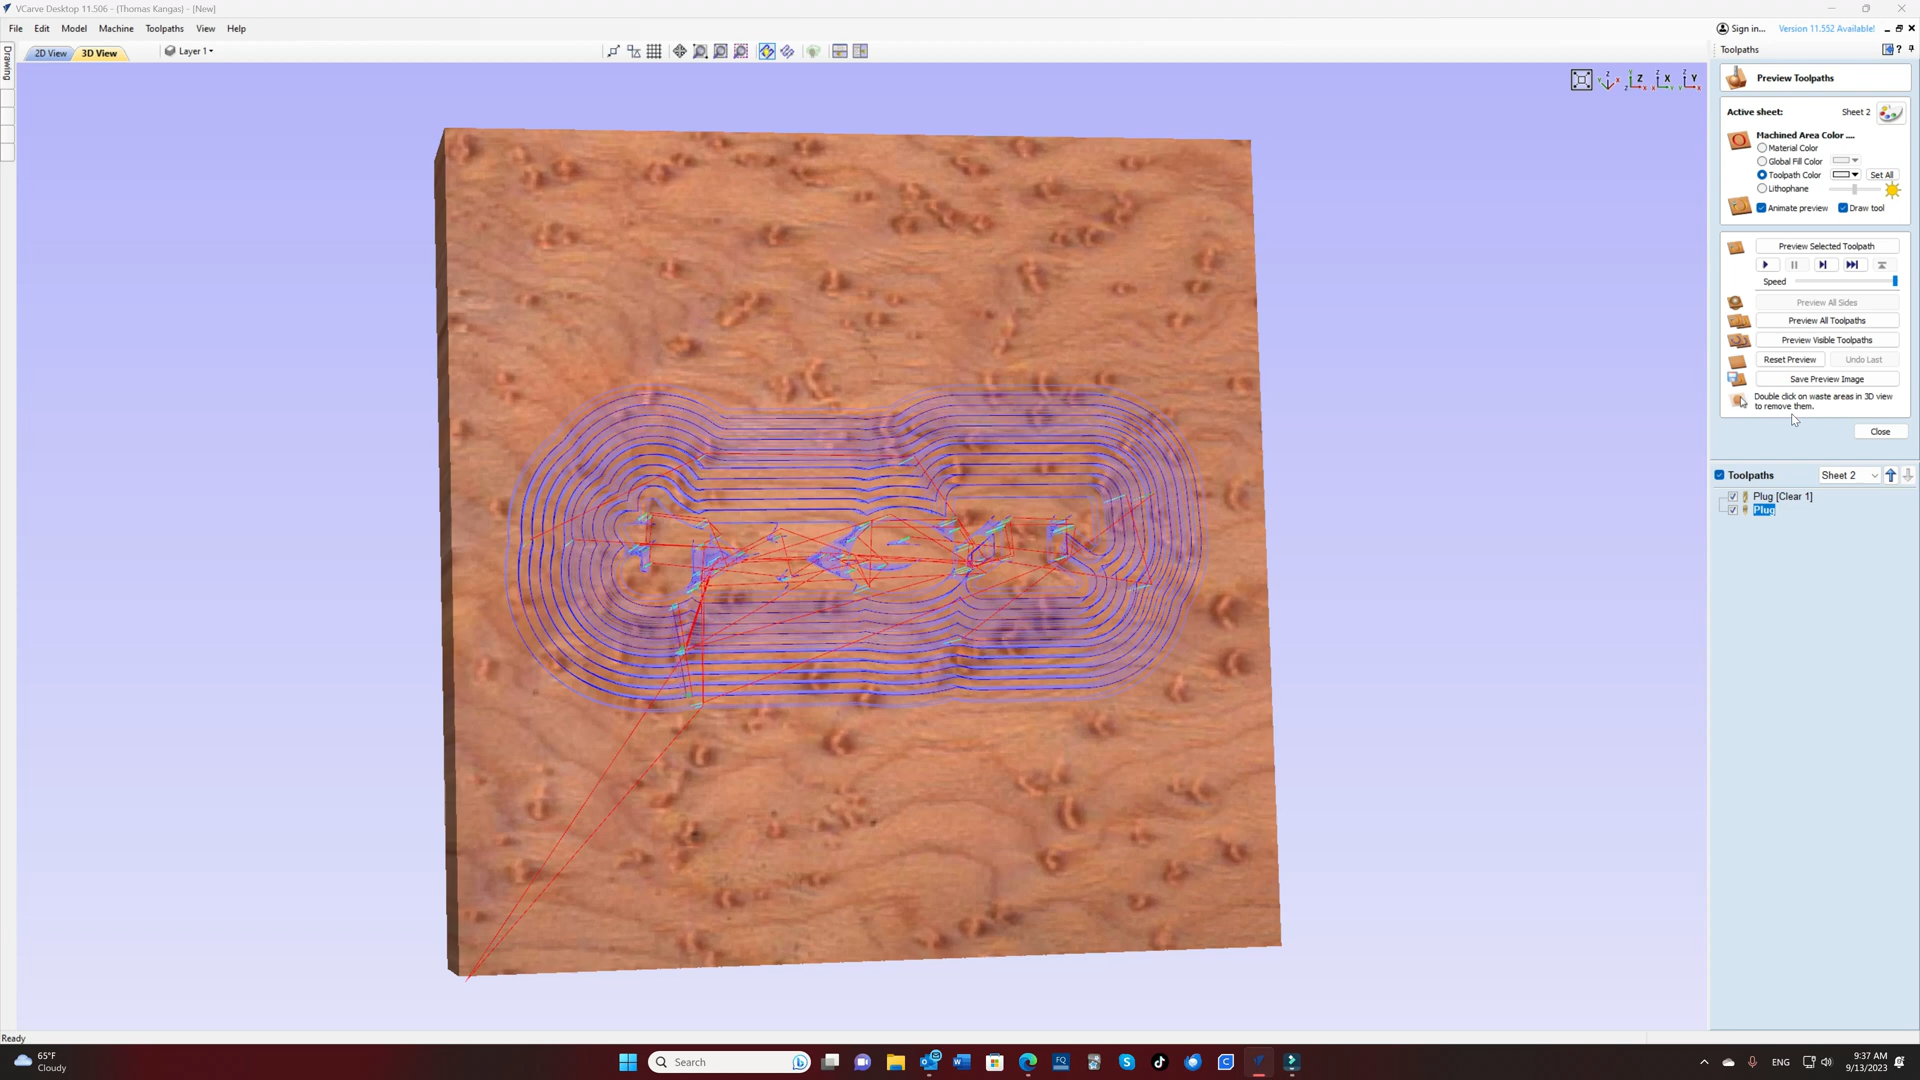 VCarve Desktop 11.506 - {Thomas Kangas} - [New]
File Edit Model Machine Toolpaths View Help
Sign in... Version 11.552 Available!
Drawing
2D View 3D View Layer 1
Toolpaths
Z X Y
Preview Toolpaths
Active sheet: Sheet 2
Machined Area Color ....
Material Color
Global Fill Color
Toolpath Color Set All
Lithophane
Animate preview Draw tool
Preview Selected Toolpath
Speed
Preview All Sides
Preview All Toolpaths
Preview Visible Toolpaths
Reset Preview Undo Last
Save Preview Image
Double click on waste areas in 3D view
to remove them.
Close
Toolpaths Sheet 2
Plug [Clear 1]
Plug
Ready
65°F
Cloudy
Search
FQ
ENG
9:37 AM
9/13/2023